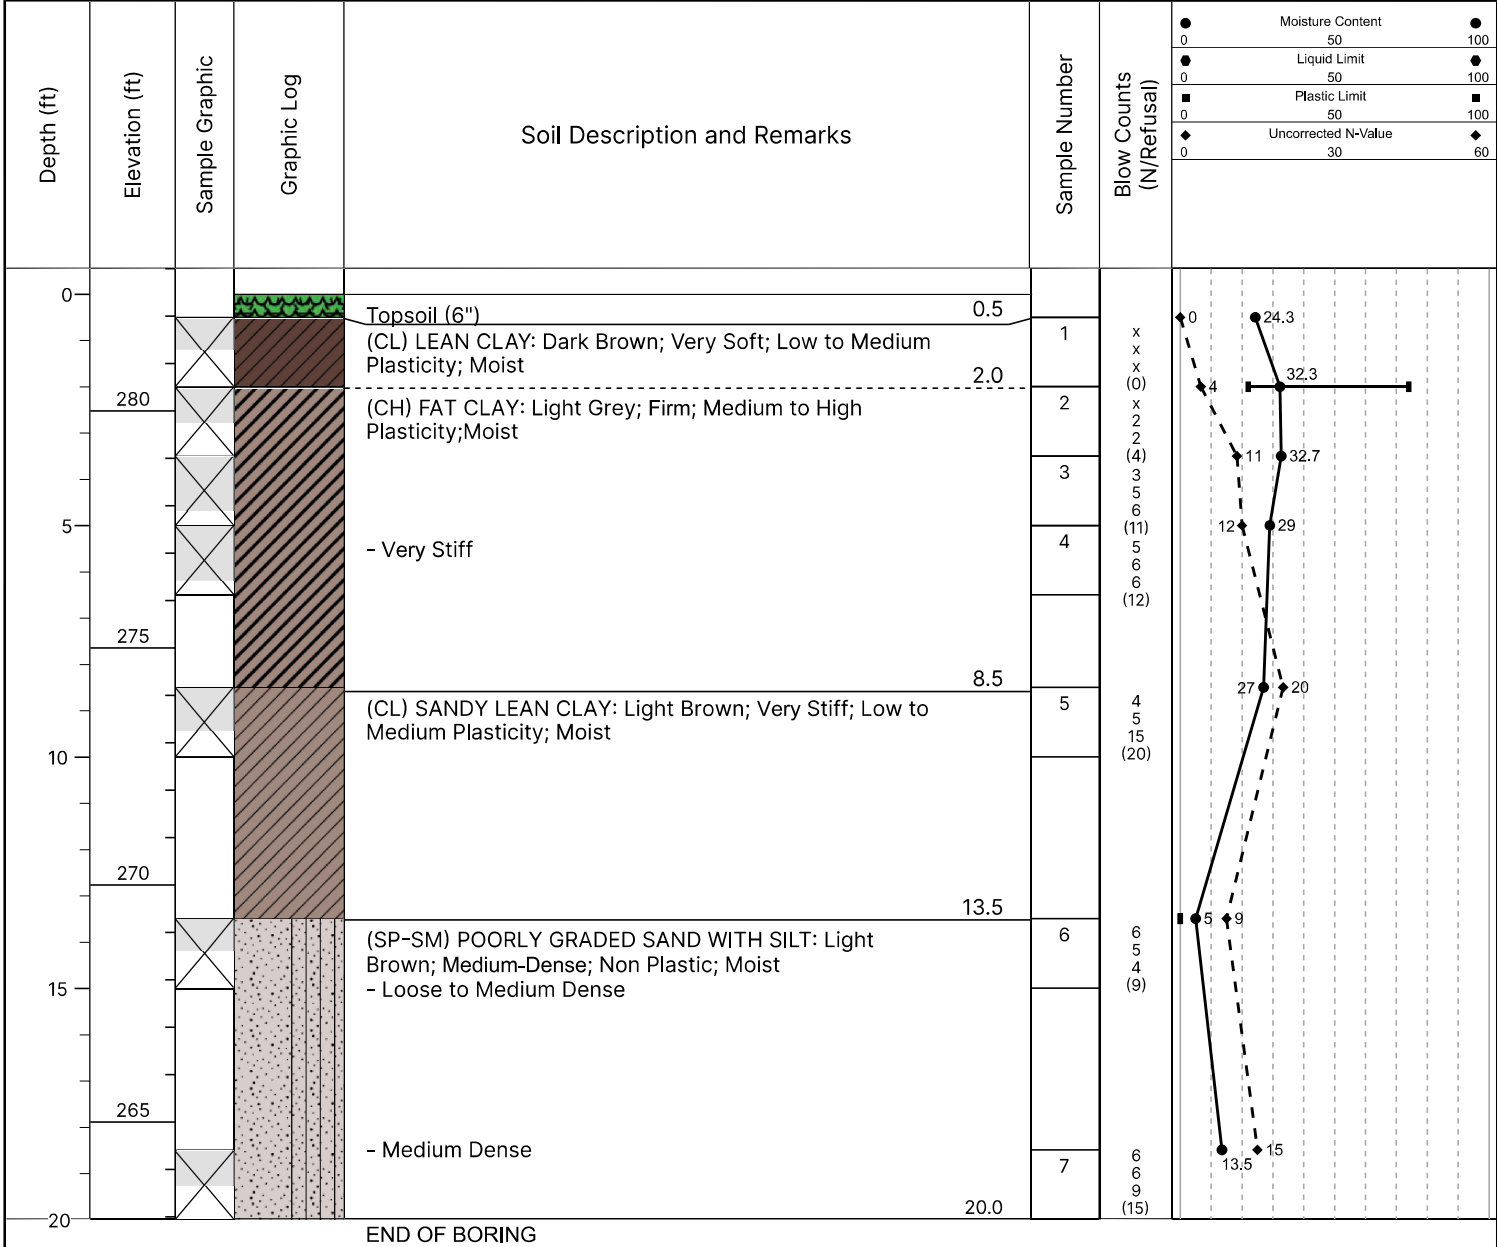 Depth (ft)
Elevation (ft)
Sample Graphic
Graphic Log
Soil Description and Remarks
Sample Number
Blow Counts
(N/Refusal)
Moisture Content
0 50 100
Liquid Limit
0 50 100
Plastic Limit
0 50 100
Uncorrected N-Value
0 30 60
0
Topsoil (6") 0.5
(CL) LEAN CLAY: Dark Brown; Very Soft; Low to Medium
Plasticity; Moist
2.0
1
x
x
x
(0)
0 24.3
280
(CH) FAT CLAY: Light Grey; Firm; Medium to High
Plasticity;Moist
2
x
2
2
(4)
4 32.3
3
3
5
6
(11)
11 32.7
5
- Very Stiff
4
5
6
6
(12)
12 29
275
8.5
(CL) SANDY LEAN CLAY: Light Brown; Very Stiff; Low to
Medium Plasticity; Moist
5
4
5
15
(20)
27 20
10
270
13.5
(SP-SM) POORLY GRADED SAND WITH SILT: Light
Brown; Medium-Dense; Non Plastic; Moist
- Loose to Medium Dense
6
6
5
4
(9)
5 9
15
265
- Medium Dense
7
6
6
9
(15)
13.5 15
20.0
20
END OF BORING